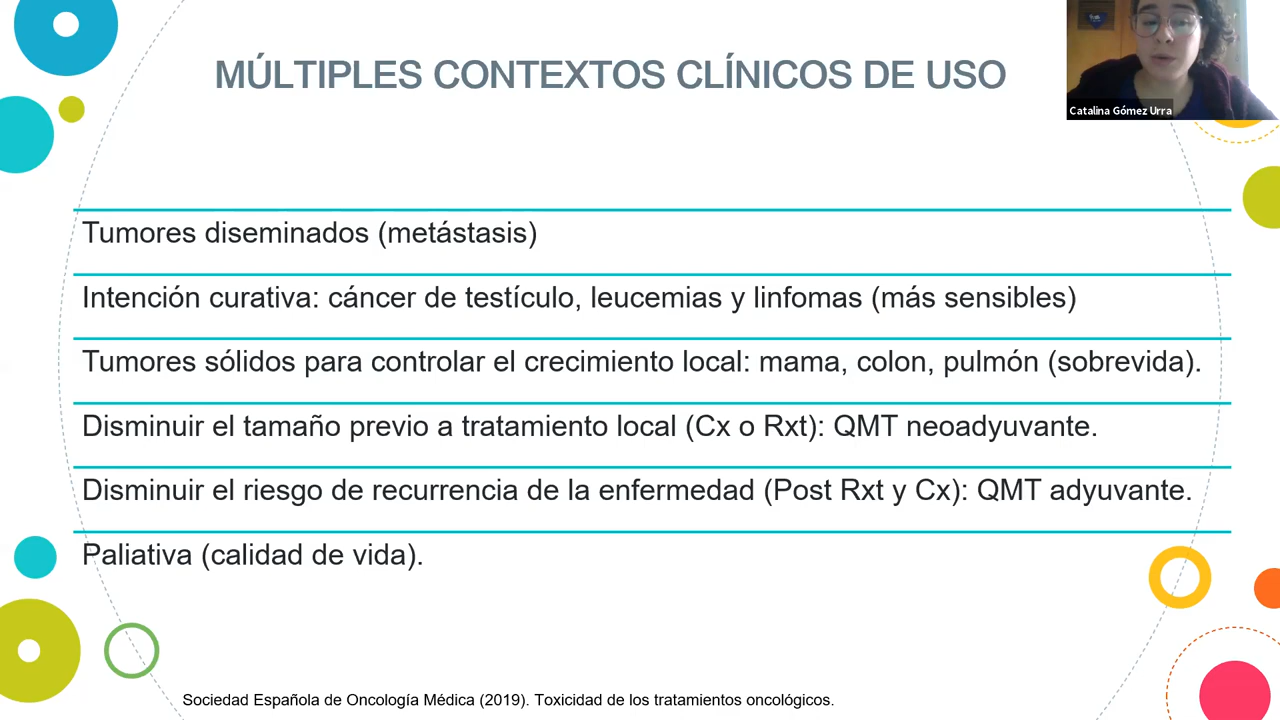 MÚLTIPLES CONTEXTOS CLÍNICOS DE USO
Catalina Gómez Urra
Tumores diseminados (metástasis)
Intención curativa: cáncer de testículo, leucemias y linfomas (más sensibles)
Tumores sólidos para controlar el crecimiento local: mama, colon, pulmón (sobrevida).
Disminuir el tamaño previo a tratamiento local (Cx o Rxt): QMT neoadyuvante.
Disminuir el riesgo de recurrencia de la enfermedad (Post Rxt y Cx): QMT adyuvante.
Paliativa (calidad de vida).
Sociedad Española de Oncología Médica (2019). Toxicidad de los tratamientos oncológicos.